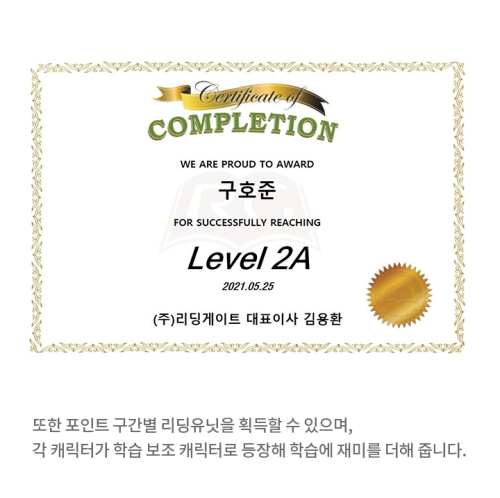 Certificate of
COMPLETION
WE ARE PROUD TO AWARD
구호준
FOR SUCCESSFULLY REACHING
Level 2A
2021.05.25
(주)리딩게이트 대표이사 김용환
또한 포인트 구간별 리딩유닛을 획득할 수 있으며,
각 캐릭터가 학습 보조 캐릭터로 등장해 학습에 재미를 더해 줍니다.